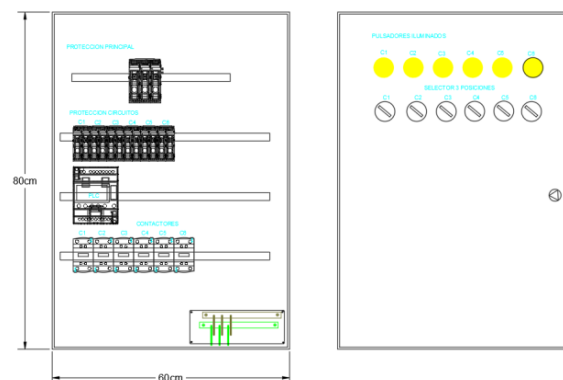 PROTECCION PRINCIPAL
PROTECCION CIRCUITOS
C1 C2 C3 C4 C5 C6
PLC
CONTACTORES
C1 C2 C3 C4 C5 C6
80cm
60cm
PULSADORES ILUMINADOS
C1 C2 C3 C4 C5 C6
SELECTOR 3 POSICIONES
C1 C2 C3 C4 C5 C6